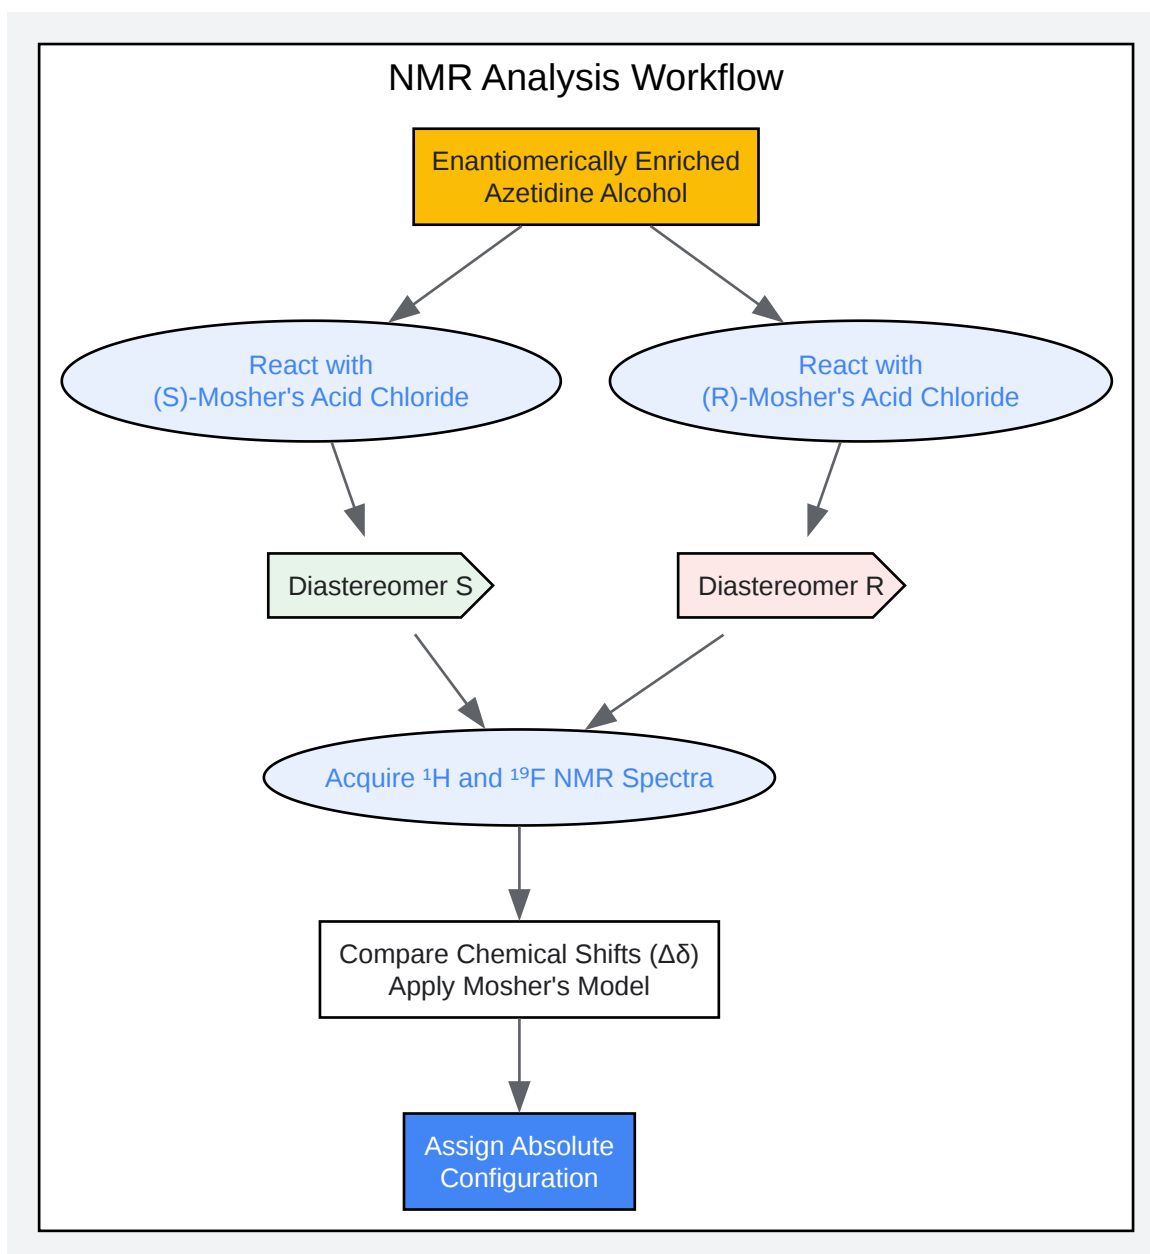 NMR Analysis Workflow
Enantiomerically Enriched
Azetidine Alcohol
React with
(S)-Mosher's Acid Chloride
React with
(R)-Mosher's Acid Chloride
Diastereomer S
Diastereomer R
Acquire ¹H and ¹⁹F NMR Spectra
Compare Chemical Shifts (Δδ)
Apply Mosher's Model
Assign Absolute
Configuration